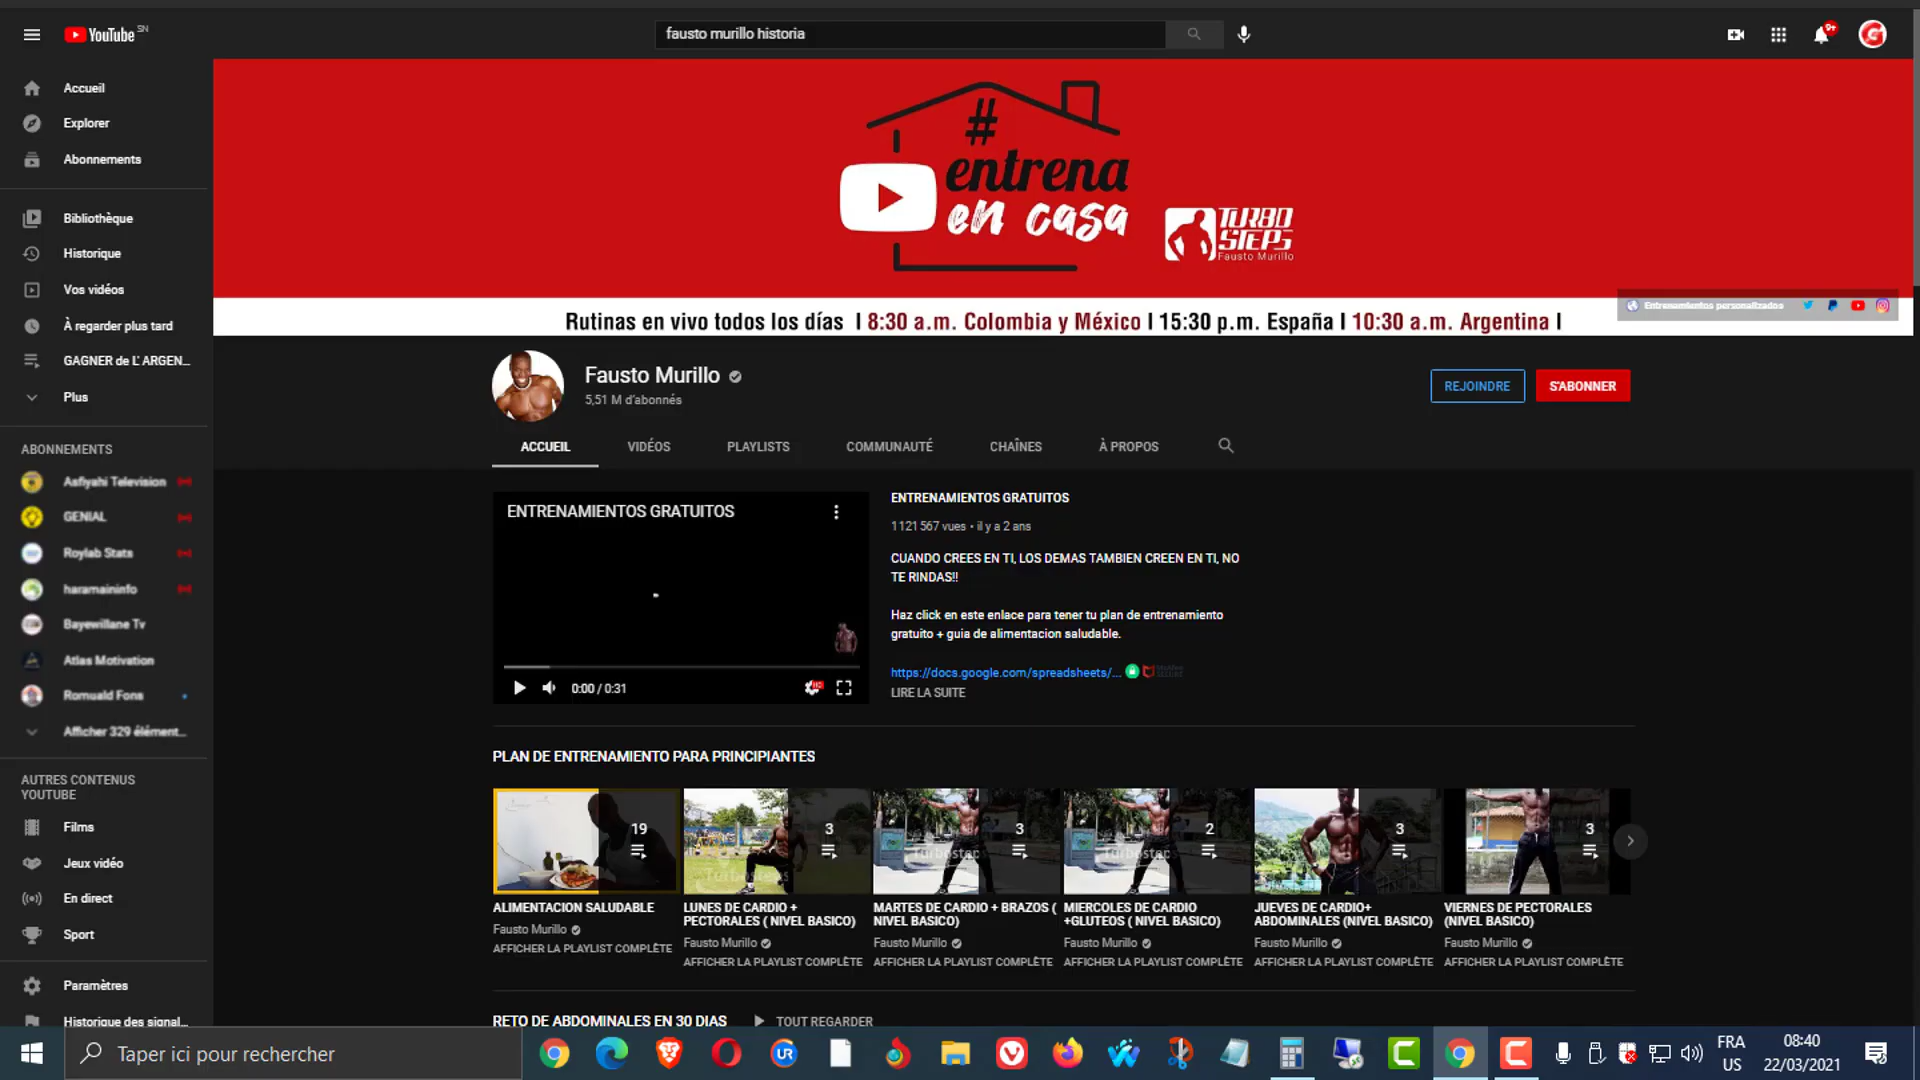 YouTube SN
fausto murillo historia
9+
Accueil
Explorer
Abonnements
Bibliothèque
Historique
Vos vidéos
À regarder plus tard
GAGNER de L' ARGEN...
Plus
ABONNEMENTS
Asfiyahi Television
GENIAL
Roylab Stats
haramaininfo
Bayewillane Tv
Atlas Motivation
Romuald Fons
Afficher 329 élément...
AUTRES CONTENUS
YOUTUBE
Films
Jeux vidéo
En direct
Sport
Paramètres
Historique des signal...
#
entrena
en casa
TURBO
STEPS
Fausto Murillo
Entrenamientos personalizados
Rutinas en vivo todos los días I 8:30 a.m. Colombia y México I 15:30 p.m. España I 10:30 a.m. Argentina I
Fausto Murillo
5,51 M d'abonnés
REJOINDRE
S'ABONNER
ACCUEIL
VIDÉOS
PLAYLISTS
COMMUNAUTÉ
CHAÎNES
À PROPOS
ENTRENAMIENTOS GRATUITOS
0:00 / 0:31
HD
ENTRENAMIENTOS GRATUITOS
1 121 567 vues • il y a 2 ans
CUANDO CREES EN TI, LOS DEMAS TAMBIEN CREEN EN TI, NO
TE RINDAS!!
Haz click en este enlace para tener tu plan de entrenamiento
gratuito + guia de alimentacion saludable.
https://docs.google.com/spreadsheets/...
LIRE LA SUITE
PLAN DE ENTRENAMIENTO PARA PRINCIPIANTES
19
3
3
2
3
3
Turbosteps
Turbosteps
Turbosteps
ALIMENTACION SALUDABLE
Fausto Murillo
AFFICHER LA PLAYLIST COMPLÈTE
LUNES DE CARDIO +
PECTORALES ( NIVEL BASICO)
Fausto Murillo
AFFICHER LA PLAYLIST COMPLÈTE
MARTES DE CARDIO + BRAZOS (
NIVEL BASICO)
Fausto Murillo
AFFICHER LA PLAYLIST COMPLÈTE
MIERCOLES DE CARDIO
+GLUTEOS ( NIVEL BASICO)
Fausto Murillo
AFFICHER LA PLAYLIST COMPLÈTE
JUEVES DE CARDIO+
ABDOMINALES (NIVEL BASICO)
Fausto Murillo
AFFICHER LA PLAYLIST COMPLÈTE
VIERNES DE PECTORALES
(NIVEL BASICO)
Fausto Murillo
AFFICHER LA PLAYLIST COMPLÈTE
RETO DE ABDOMINALES EN 30 DIAS
TOUT REGARDER
Taper ici pour rechercher
UR
FRA
US
08:40
22/03/2021